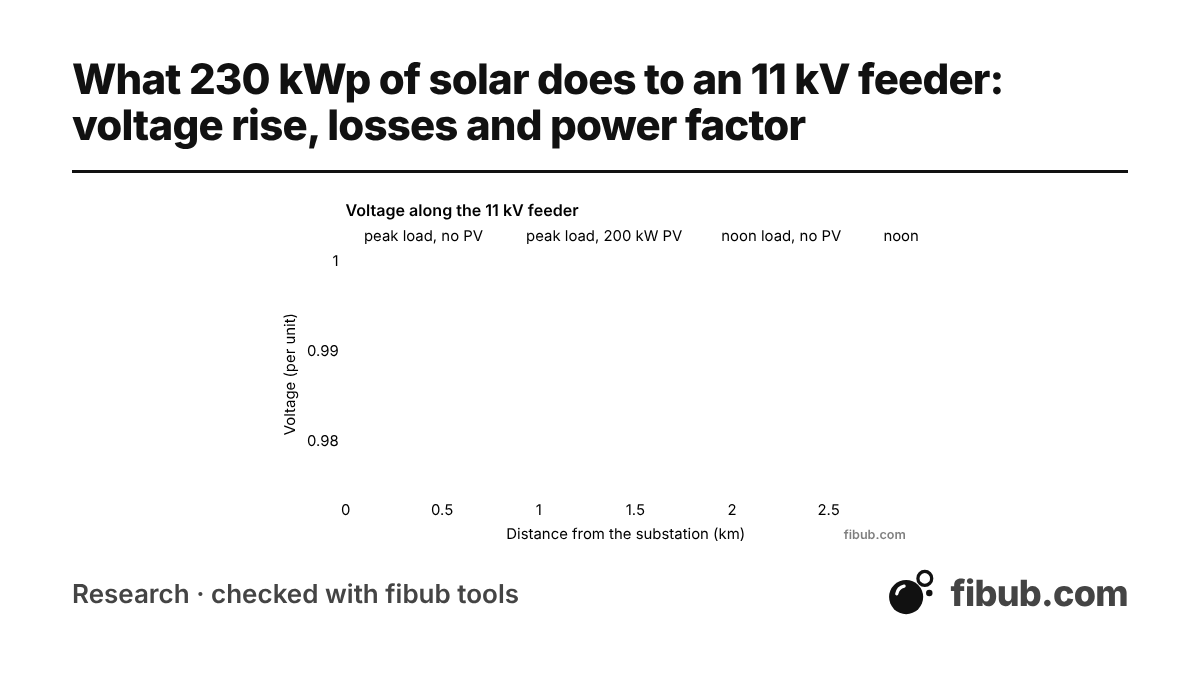 What 230 kWp of solar does to an 11 kV feeder:
voltage rise, losses and power factor
Voltage along the 11 kV feeder
peak load, no PV peak load, 200 kW PV noon load, no PV noon
1
0.99
0.98
Voltage (per unit)
0 0.5 1 1.5 2 2.5
Distance from the substation (km)
fibub.com
Research · checked with fibub tools
fibub.com